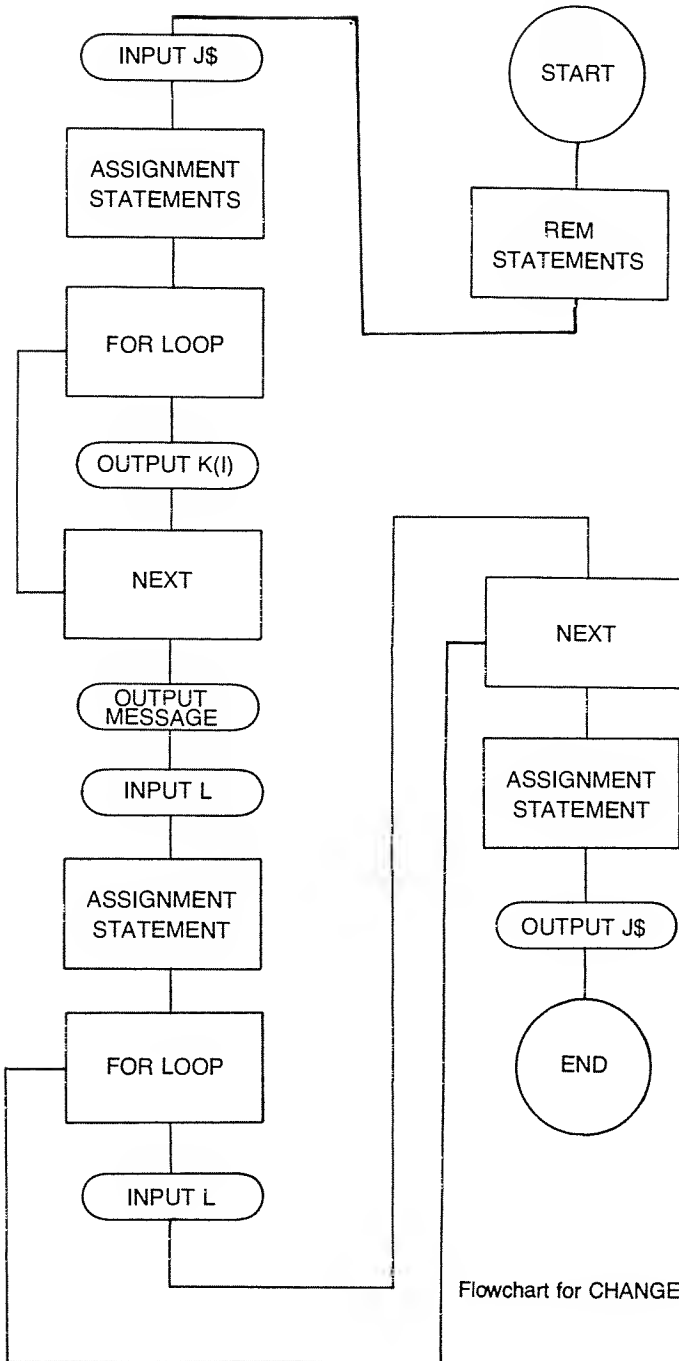 START
REM
STATEMENTS
INPUT J$
ASSIGNMENT
STATEMENTS
FOR LOOP
OUTPUT K(I)
NEXT
OUTPUT
MESSAGE
INPUT L
ASSIGNMENT
STATEMENT
FOR LOOP
INPUT L
NEXT
ASSIGNMENT
STATEMENT
OUTPUT J$
END
Flowchart for CHANGE